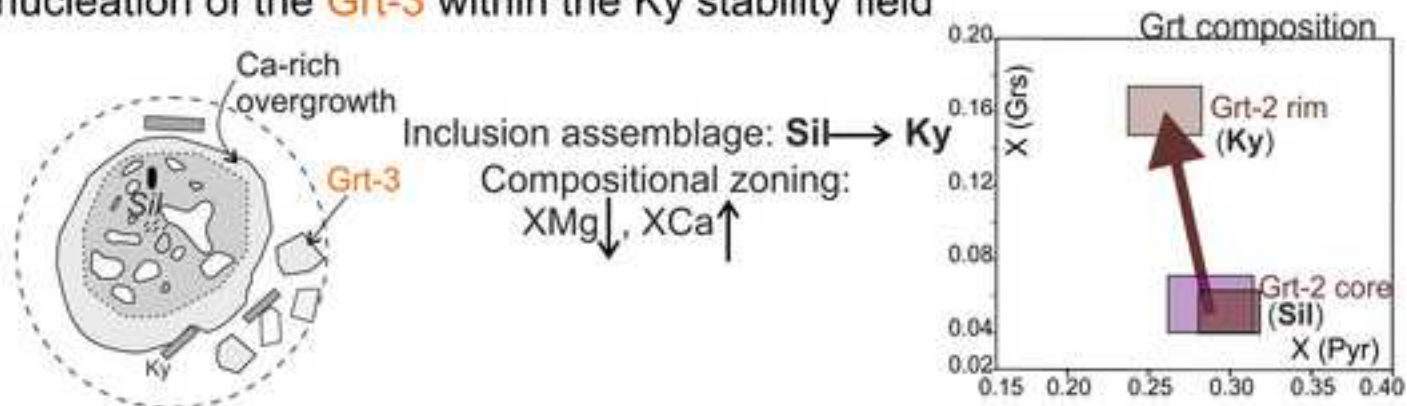 nucleation of the Grt-3 within the Ky stability field
Ca-rich
overgrowth
Sil
Grt-3
Ky
Inclusion assemblage: Sil → Ky
Compositional zoning:
XMg↓, XCa↑
Grt composition
X (Grs)
0.20
0.16
0.12
0.08
0.04
0.02
Grt-2 rim
(Ky)
Grt-2 core
(Sil)
X (Pyr)
0.15 0.20 0.25 0.30 0.35 0.40